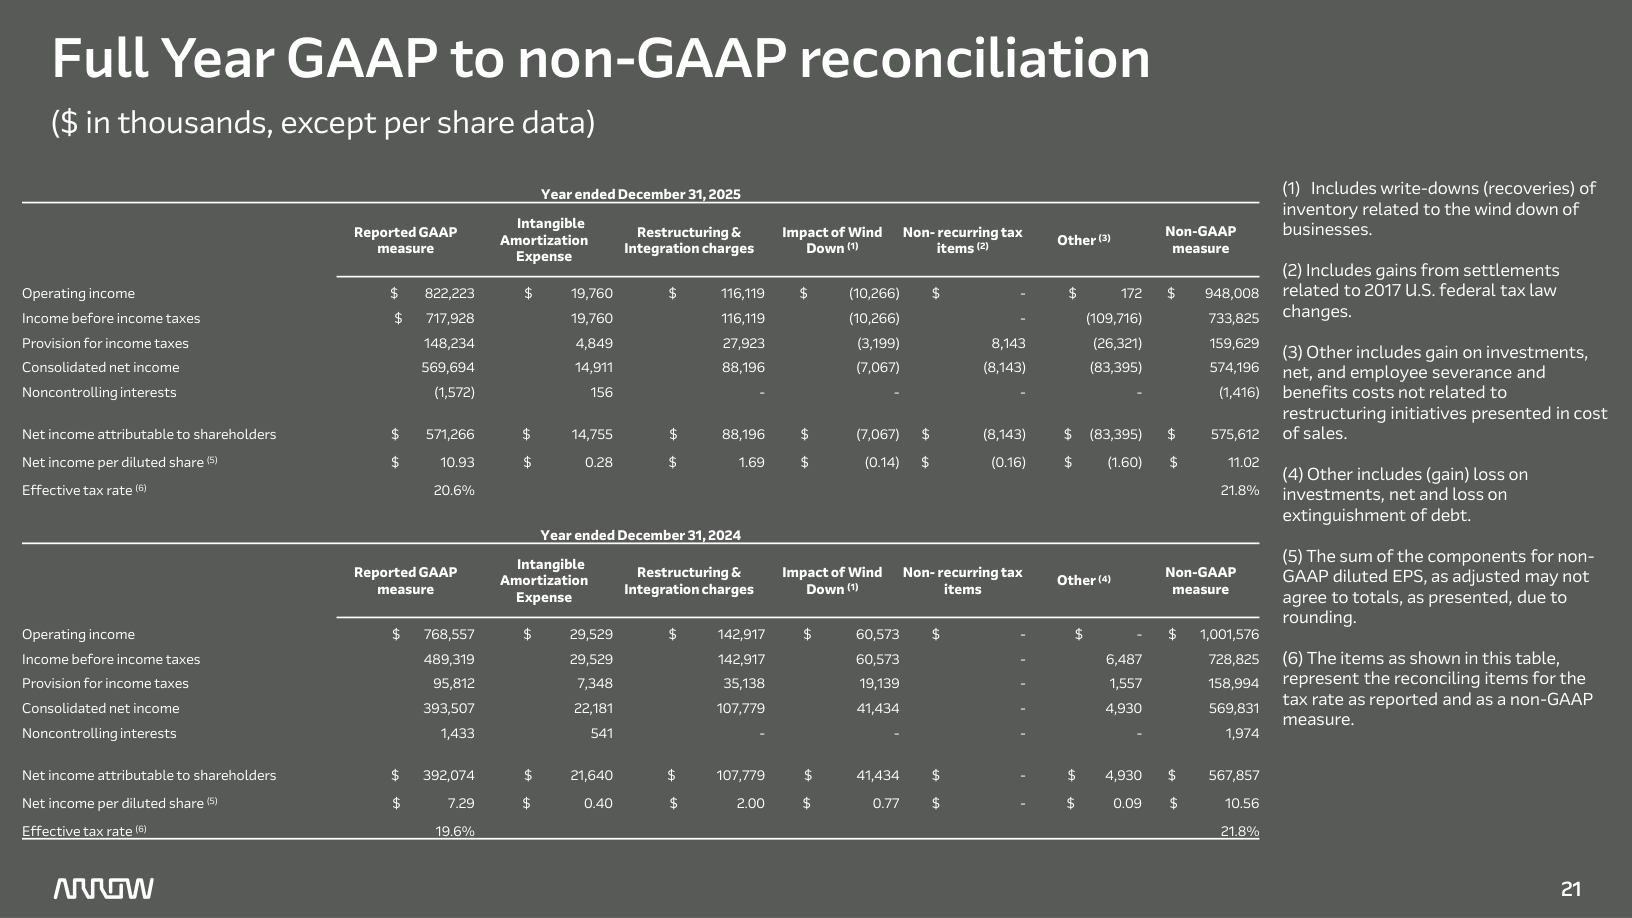 Full Year GAAP to non-GAAP reconciliation
($ in thousands, except per share data)
Year ended December 31, 2025
Reported GAAP measure Intangible Amortization Expense Restructuring & Integration charges Impact of Wind Down (1) Non- recurring tax items (2) Other (3) Non-GAAP measure
Operating income $ 822,223 $ 19,760 $ 116,119 $ (10,266) $ - $ 172 $ 948,008
Income before income taxes $ 717,928 19,760 116,119 (10,266) - (109,716) 733,825
Provision for income taxes 148,234 4,849 27,923 (3,199) 8,143 (26,321) 159,629
Consolidated net income 569,694 14,911 88,196 (7,067) (8,143) (83,395) 574,196
Noncontrolling interests (1,572) 156 - - - - (1,416)
Net income attributable to shareholders $ 571,266 $ 14,755 $ 88,196 $ (7,067) $ (8,143) $ (83,395) $ 575,612
Net income per diluted share (5) $ 10.93 $ 0.28 $ 1.69 $ (0.14) $ (0.16) $ (1.60) $ 11.02
Effective tax rate (6) 20.6% 21.8%
Year ended December 31, 2024
Reported GAAP measure Intangible Amortization Expense Restructuring & Integration charges Impact of Wind Down (1) Non- recurring tax items Other (4) Non-GAAP measure
Operating income $ 768,557 $ 29,529 $ 142,917 $ 60,573 $ - $ - $ 1,001,576
Income before income taxes 489,319 29,529 142,917 60,573 - 6,487 728,825
Provision for income taxes 95,812 7,348 35,138 19,139 - 1,557 158,994
Consolidated net income 393,507 22,181 107,779 41,434 - 4,930 569,831
Noncontrolling interests 1,433 541 - - - - 1,974
Net income attributable to shareholders $ 392,074 $ 21,640 $ 107,779 $ 41,434 $ - $ 4,930 $ 567,857
Net income per diluted share (5) $ 7.29 $ 0.40 $ 2.00 $ 0.77 $ - $ 0.09 $ 10.56
Effective tax rate (6) 19.6% 21.8%
(1) Includes write-downs (recoveries) of
inventory related to the wind down of
businesses.
(2) Includes gains from settlements
related to 2017 U.S. federal tax law
changes.
(3) Other includes gain on investments,
net, and employee severance and
benefits costs not related to
restructuring initiatives presented in cost
of sales.
(4) Other includes (gain) loss on
investments, net and loss on
extinguishment of debt.
(5) The sum of the components for non-
GAAP diluted EPS, as adjusted may not
agree to totals, as presented, due to
rounding.
(6) The items as shown in this table,
represent the reconciling items for the
tax rate as reported and as a non-GAAP
measure.
ARROW
21